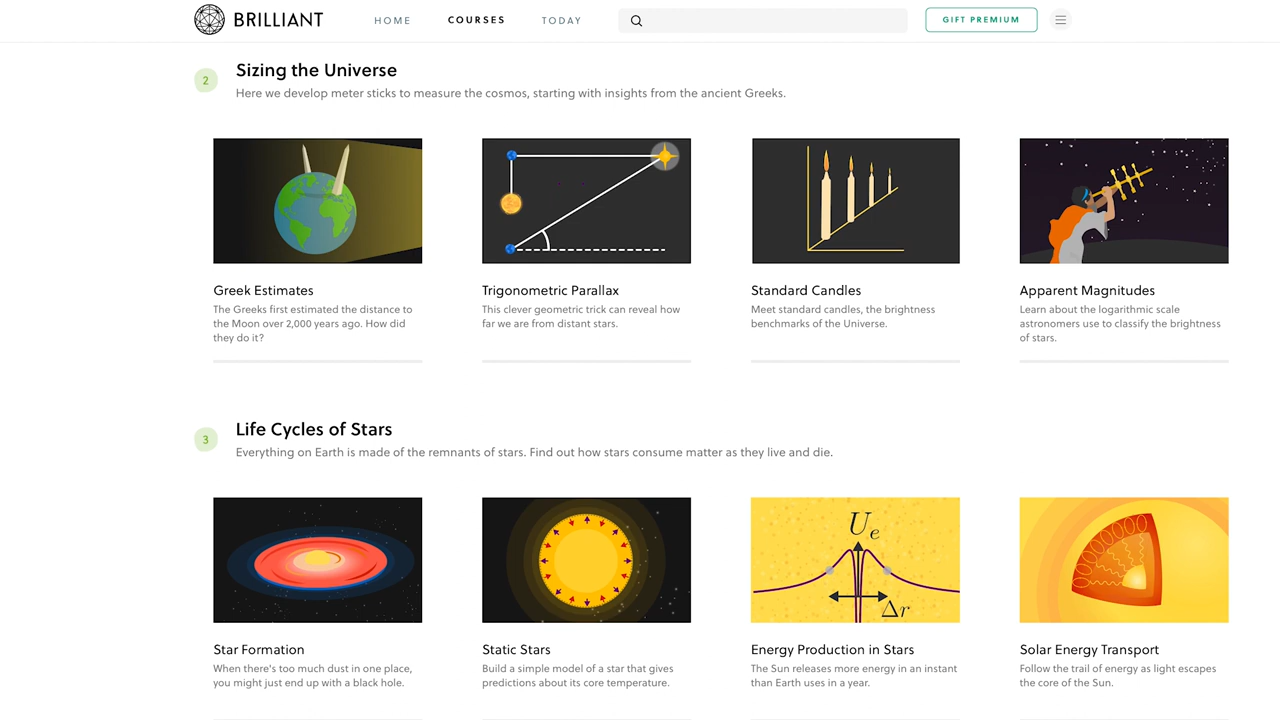 BRILLIANT HOME COURSES TODAY GIFT PREMIUM
2 Sizing the Universe
Here we develop meter sticks to measure the cosmos, starting with insights from the ancient Greeks.
Greek Estimates
The Greeks first estimated the distance to
the Moon over 2,000 years ago. How did
they do it?
Trigonometric Parallax
This clever geometric trick can reveal how
far we are from distant stars.
Standard Candles
Meet standard candles, the brightness
benchmarks of the Universe.
Apparent Magnitudes
Learn about the logarithmic scale
astronomers use to classify the brightness
of stars.
3 Life Cycles of Stars
Everything on Earth is made of the remnants of stars. Find out how stars consume matter as they live and die.
Star Formation
When there's too much dust in one place,
you might just end up with a black hole.
Static Stars
Build a simple model of a star that gives
predictions about its core temperature.
Uₑ
Δr
Energy Production in Stars
The Sun releases more energy in an instant
than Earth uses in a year.
Solar Energy Transport
Follow the trail of energy as light escapes
the core of the Sun.